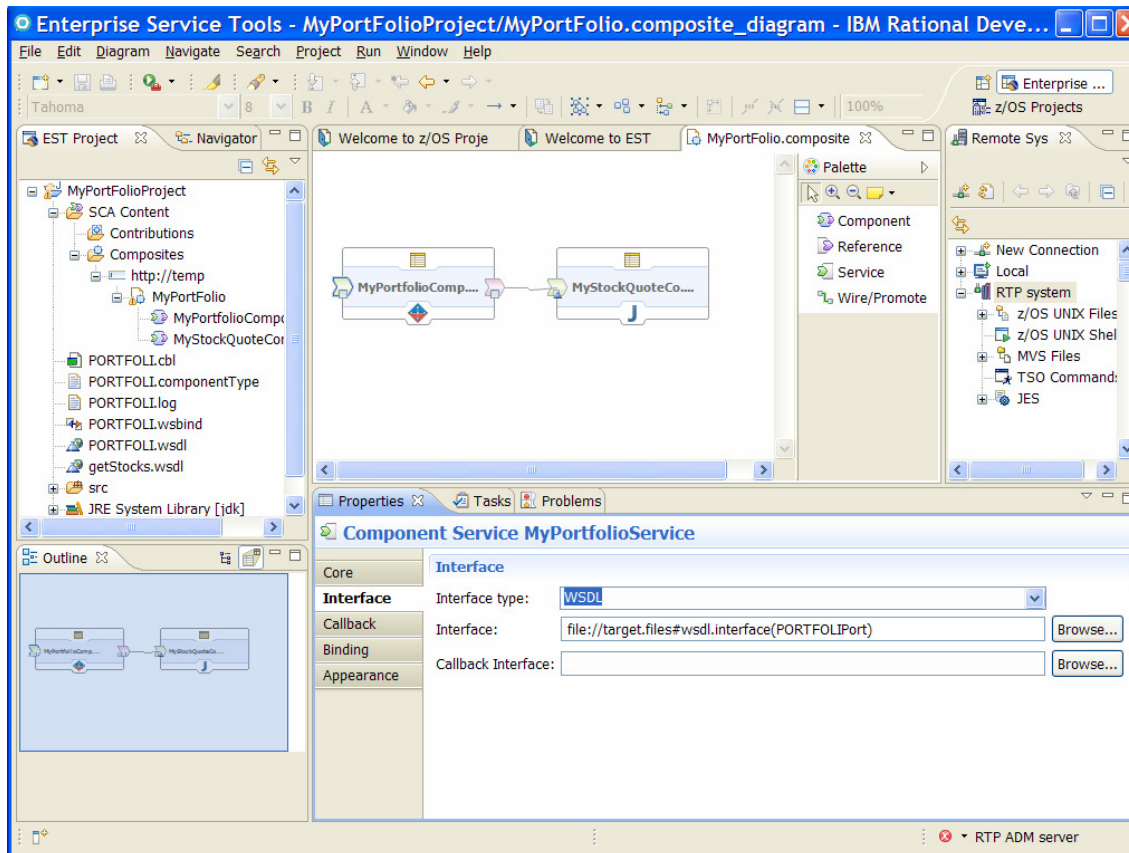 Enterprise Service Tools - MyPortFolioProject/MyPortFolio.composite_diagram - IBM Rational Deve...
File Edit Diagram Navigate Search Project Run Window Help
Tahoma 8 B I A 100%
Enterprise ...
z/OS Projects
EST Project Navigator
MyPortFolioProject
SCA Content
Contributions
Composites
http://temp
MyPortFolio
MyPortfolioCompo
MyStockQuoteCor
PORTFOLI.cbl
PORTFOLI.componentType
PORTFOLI.log
PORTFOLI.wsbind
PORTFOLI.wsdl
getStocks.wsdl
src
JRE System Library [jdk]
Welcome to z/OS Proje Welcome to EST MyPortFolio.composite
MyPortfolioComp.... MyStockQuoteCo....
J
Palette
Component
Reference
Service
Wire/Promote
Remote Sys
New Connection
Local
RTP system
z/OS UNIX Files
z/OS UNIX Shel
MVS Files
TSO Commands
JES
Outline
MyPortfolioComp.... MyStockQuoteCo....
J
Properties Tasks Problems
Component Service MyPortfolioService
Core
Interface
Callback
Binding
Appearance
Interface
Interface type: WSDL
Interface: file://target.files#wsdl.interface(PORTFOLIPort) Browse...
Callback Interface: Browse...
RTP ADM server